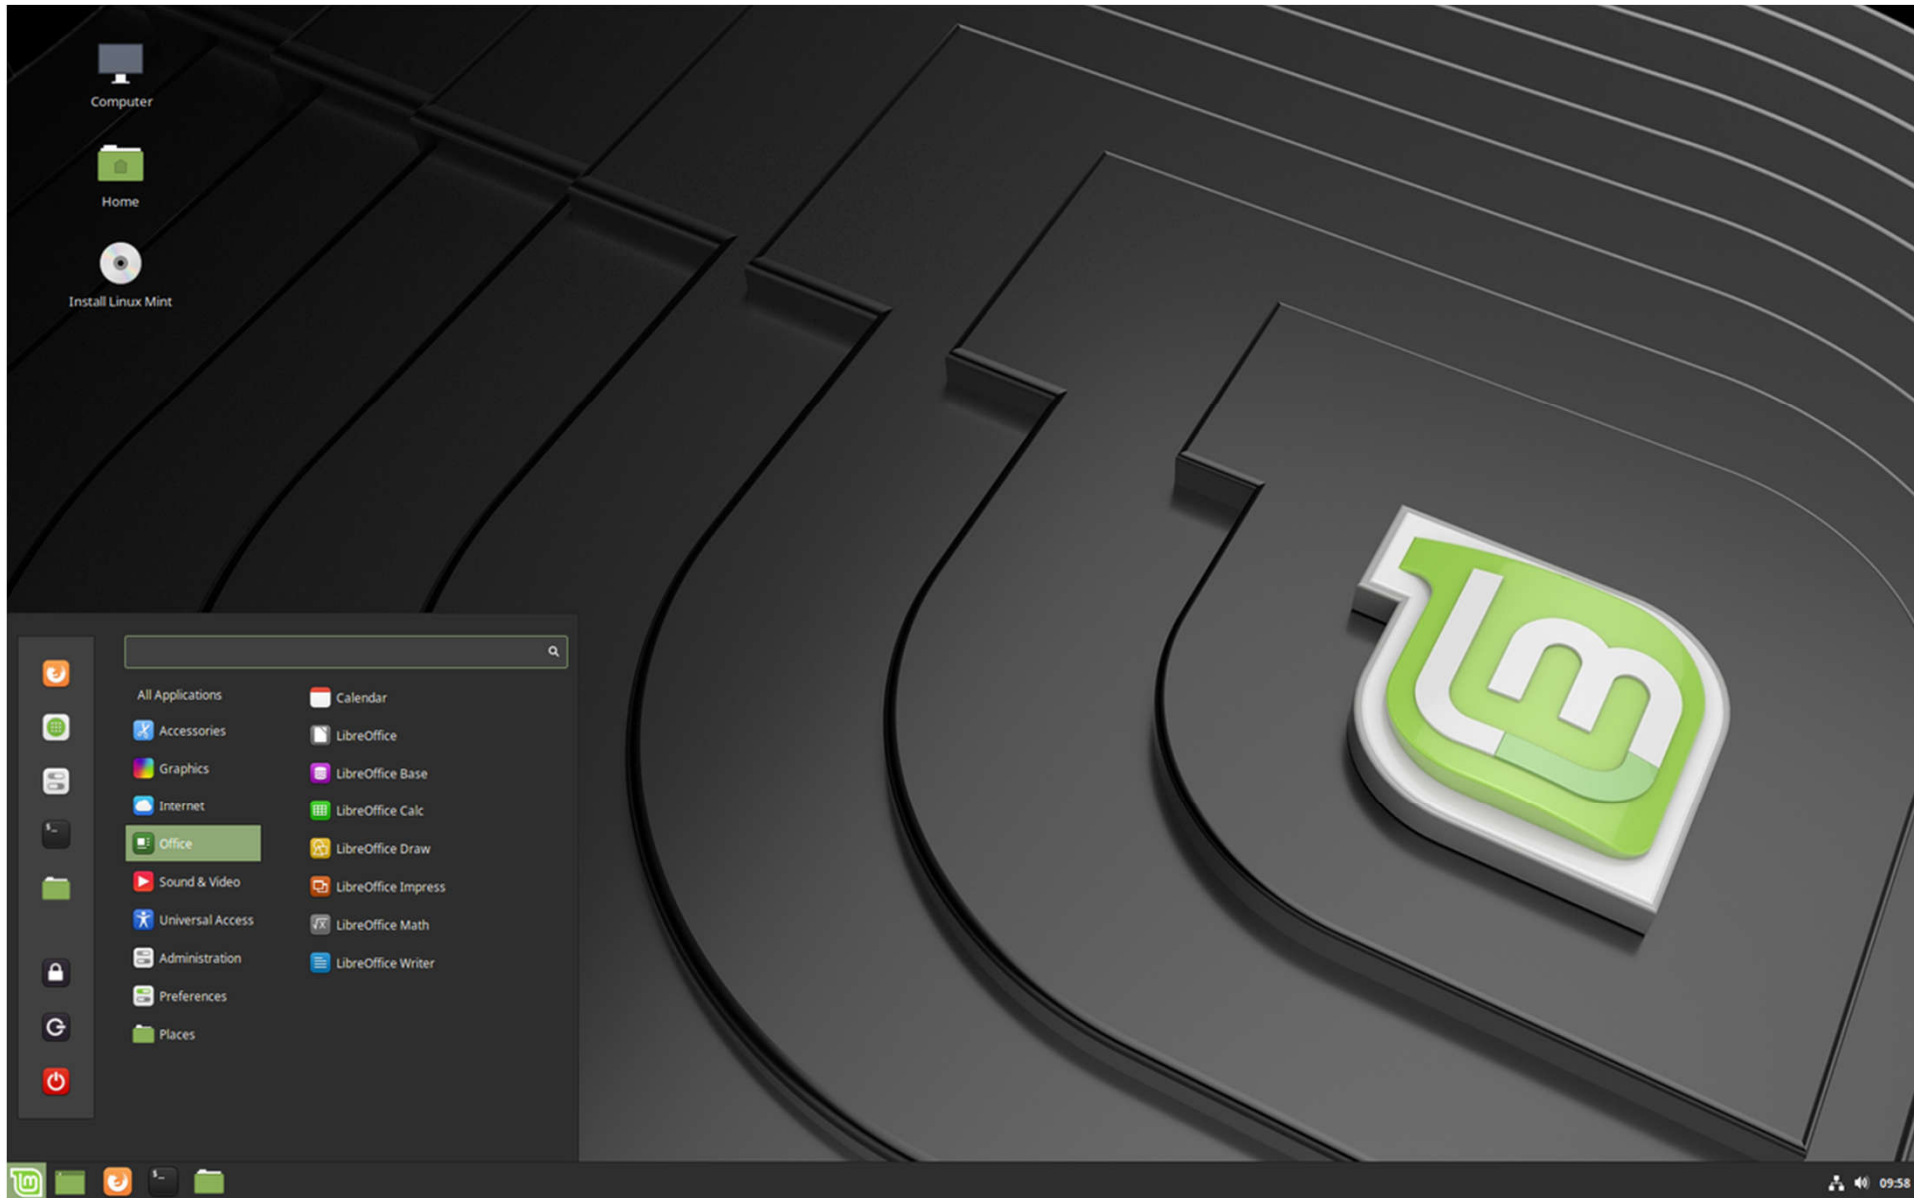 Computer
Home
Install Linux Mint
All Applications
Accessories
Graphics
Internet
Office
Sound & Video
Universal Access
Administration
Preferences
Places
Calendar
LibreOffice
LibreOffice Base
LibreOffice Calc
LibreOffice Draw
LibreOffice Impress
LibreOffice Math
LibreOffice Writer
lm
09:58